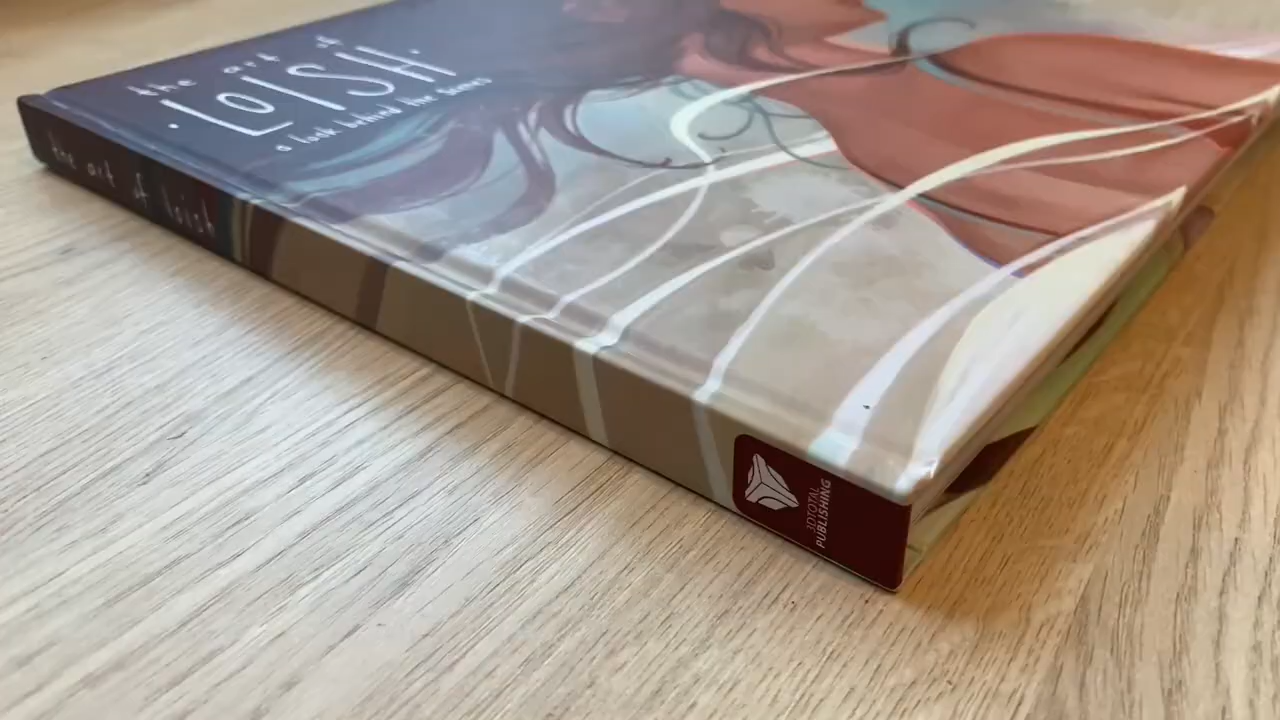 the art of
LOISH
a look behind the scenes
the art of loish
3DTOTAL
PUBLISHING